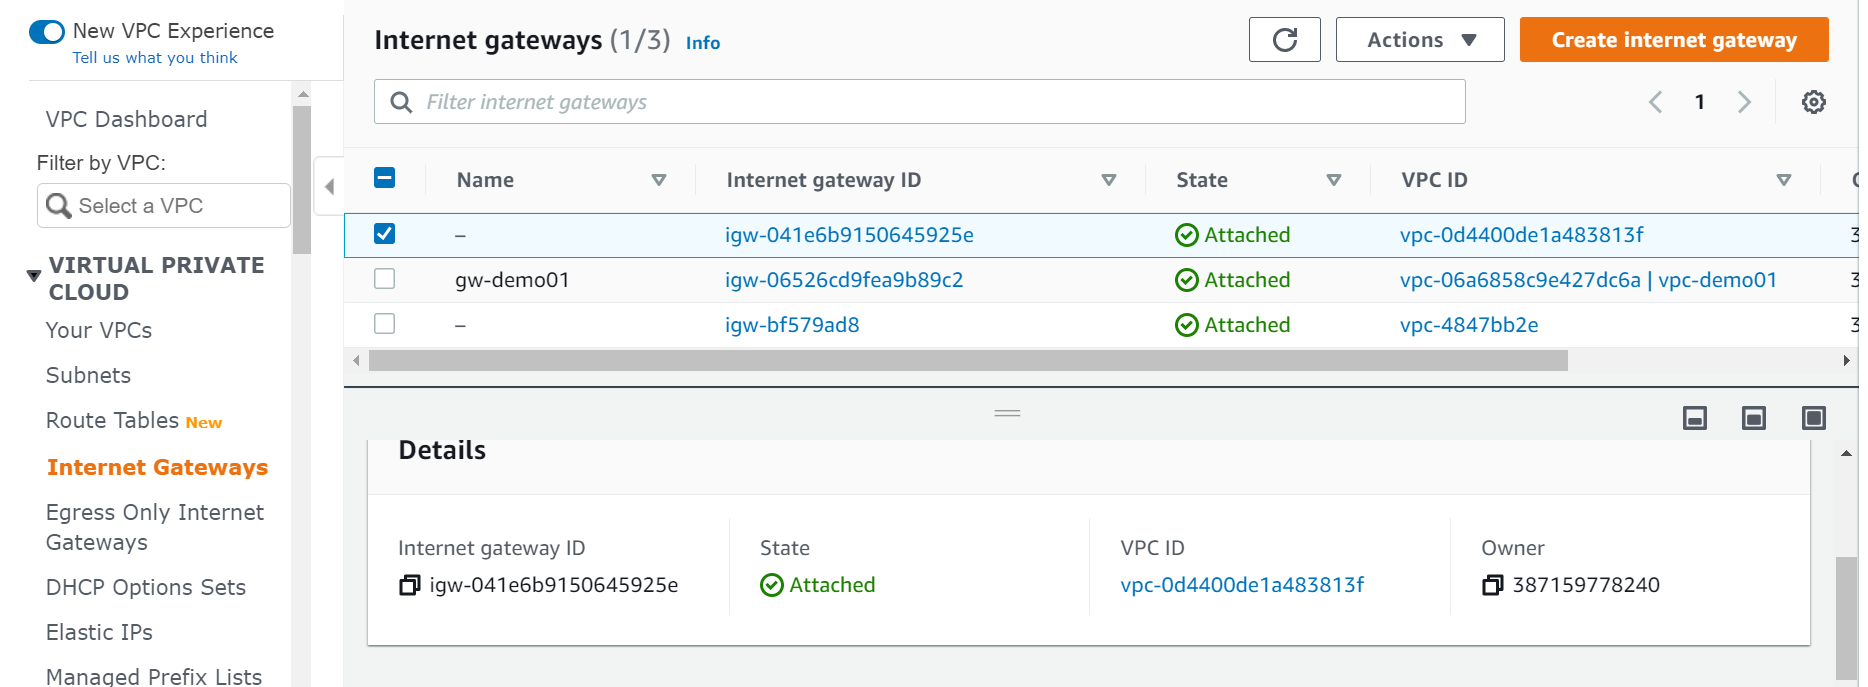 New VPC Experience
Tell us what you think
VPC Dashboard
Filter by VPC:
Select a VPC
VIRTUAL PRIVATE
CLOUD
Your VPCs
Subnets
Route Tables New
Internet Gateways
Egress Only Internet
Gateways
DHCP Options Sets
Elastic IPs
Managed Prefix Lists
Internet gateways (1/3) Info
Actions
Create internet gateway
Filter internet gateways
1
Name Internet gateway ID State VPC ID
– igw-041e6b9150645925e Attached vpc-0d4400de1a483813f 3
gw-demo01 igw-06526cd9fea9b89c2 Attached vpc-06a6858c9e427dc6a | vpc-demo01 3
– igw-bf579ad8 Attached vpc-4847bb2e 3
Details
Internet gateway ID State VPC ID Owner
igw-041e6b9150645925e Attached vpc-0d4400de1a483813f 387159778240